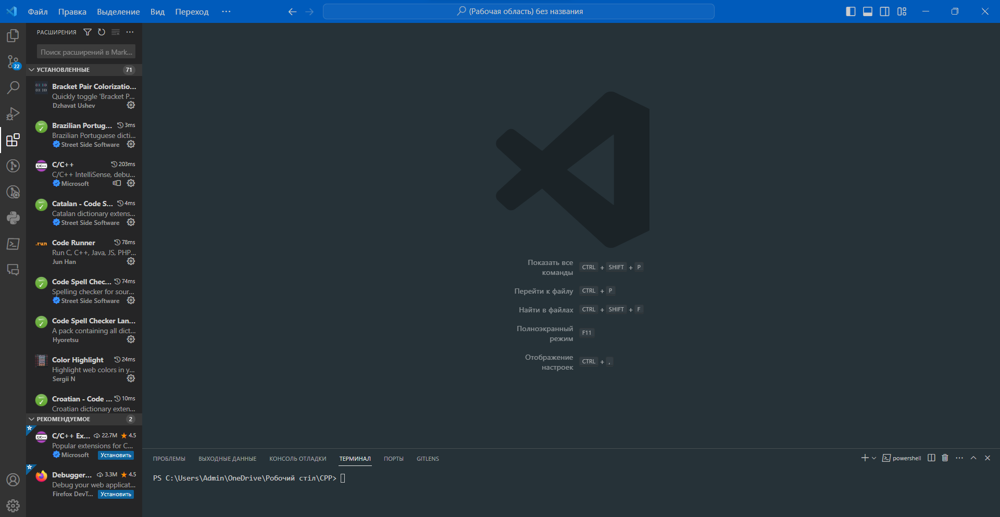 Файл Правка Выделение Вид Переход ···
(Рабочая область) без названия
РАСШИРЕНИЯ
Поиск расширений в Mark...
22
УСТАНОВЛЕННЫЕ 71
Bracket Pair Colorizatio...
Quickly toggle 'Bracket P...
Dzhavat Ushev
Brazilian Portug... 3ms
Brazilian Portuguese dicti...
Street Side Software
C/C++ 203ms
C/C++ IntelliSense, debu...
Microsoft
Catalan - Code S... 4ms
Catalan dictionary extens...
Street Side Software
.run Code Runner 78ms
Run C, C++, Java, JS, PHP...
Jun Han
Code Spell Chec... 74ms
Spelling checker for sour...
Street Side Software
Code Spell Checker Lan...
A pack containing all dict...
Hyoretsu
Color Highlight 24ms
Highlight web colors in y...
Sergii N
Croatian - Code ... 10ms
Croatian dictionary exten...
РЕКОМЕНДУЕМОЕ 2
C/C++ Ex... 22.7M 4.5
Popular extensions for C...
Microsoft Установить
Debugger... 3.3M 4.5
Debug your web applicat...
Firefox DevT... Установить
Показать все
команды CTRL + SHIFT + P
Перейти к файлу CTRL + P
Найти в файлах CTRL + SHIFT + F
Полноэкранный
режим F11
Отображение
настроек CTRL + ,
ПРОБЛЕМЫ ВЫХОДНЫЕ ДАННЫЕ КОНСОЛЬ ОТЛАДКИ ТЕРМИНАЛ ПОРТЫ GITLENS powershell
PS C:\Users\Admin\OneDrive\Робочий стіл\CPP>